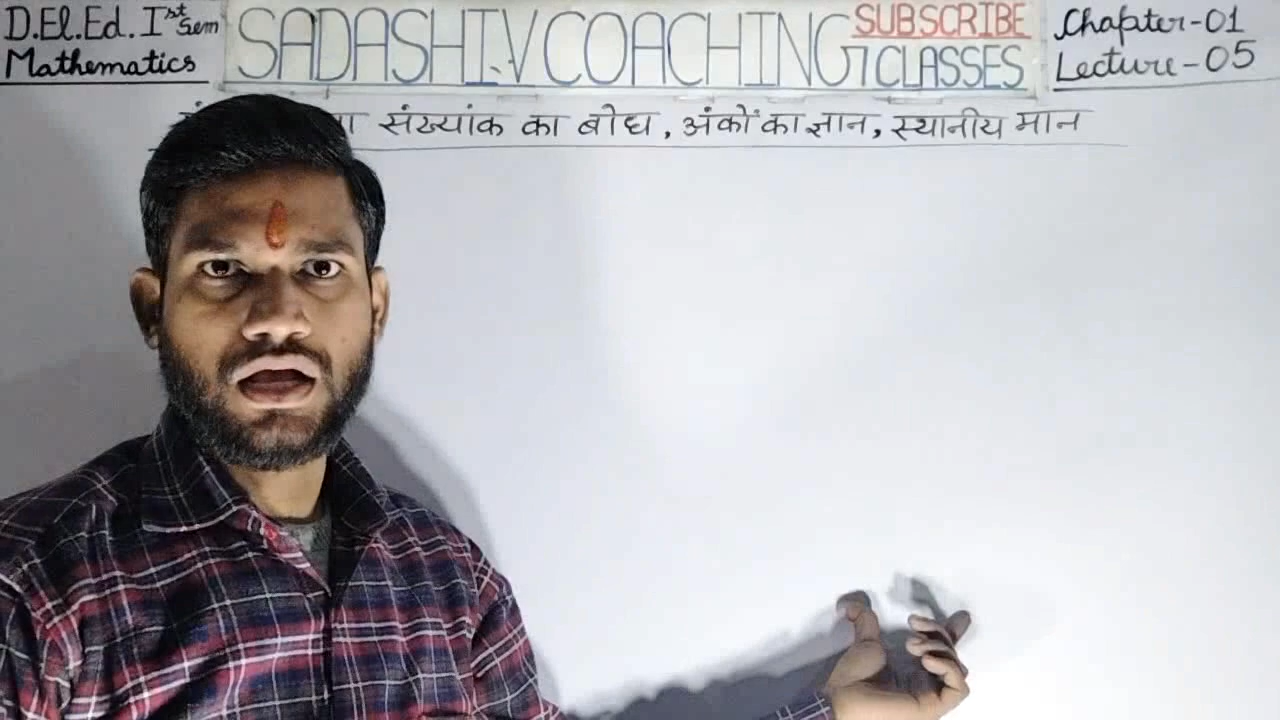 D.El.Ed. Ist Sem
Mathematics
SADASHIV COACHING CLASSES
SUBSCRIBE
Chapter-01
Lecture-05
संख्यांक का बोध, अंकों का ज्ञान, स्थानीय मान